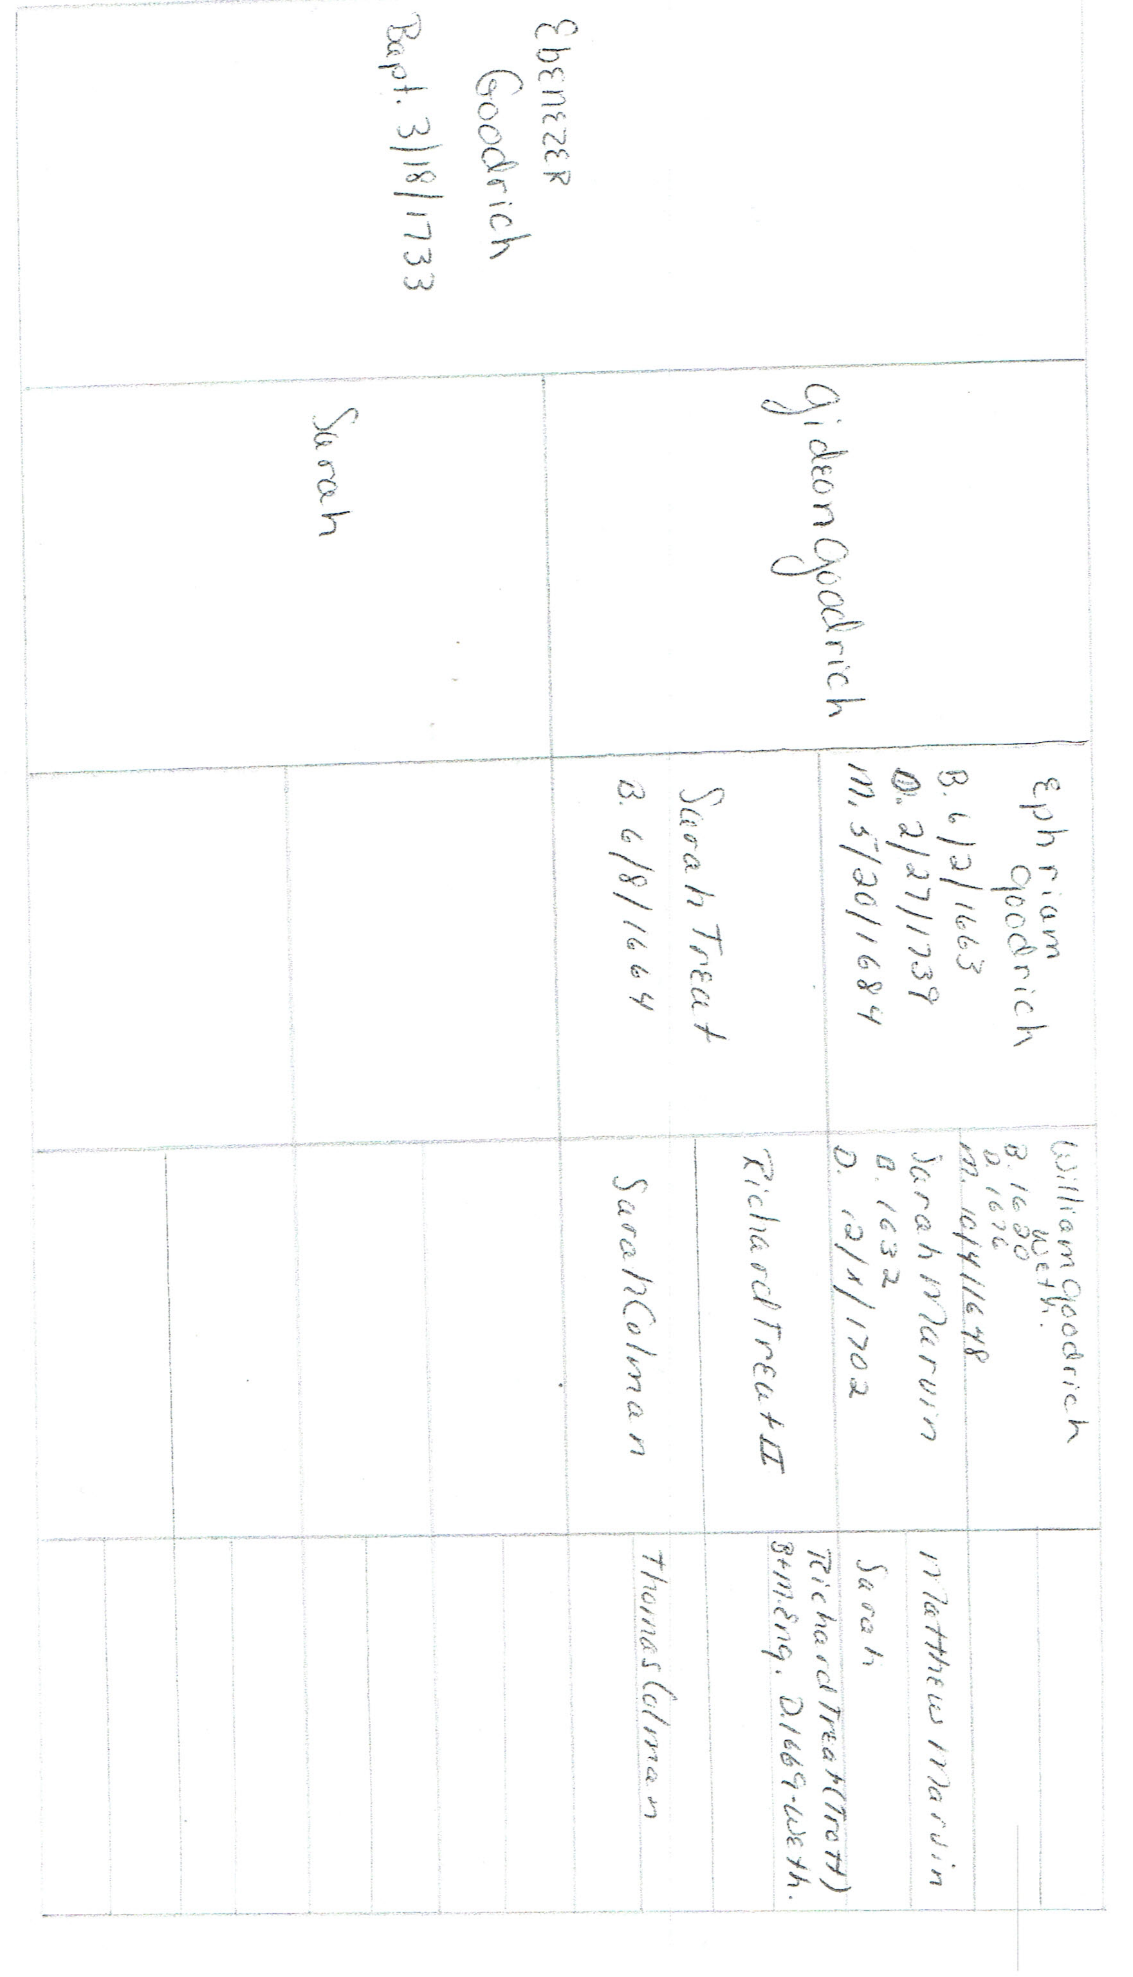 Ebenezer
Goodrich
Bapt. 3/18/1733
Gideon Goodrich
Sarah
Ephriam
Goodrich
B. 6/2/1663
D. 2/27/1739
M. 5/20/1684
Sarah Treat
B. 6/8/1664
William Goodrich
Weth.
B. 1620
D. 1676
M. 10/4/1648
Sarah Marvin
B. 1632
D. 12/ /1702
Richard Treat II
Sarah Colman
Matthew Marvin
Sarah
Richard Treat (Trott)
B+M Eng. D. 1669-Weth.
Thomas Colman